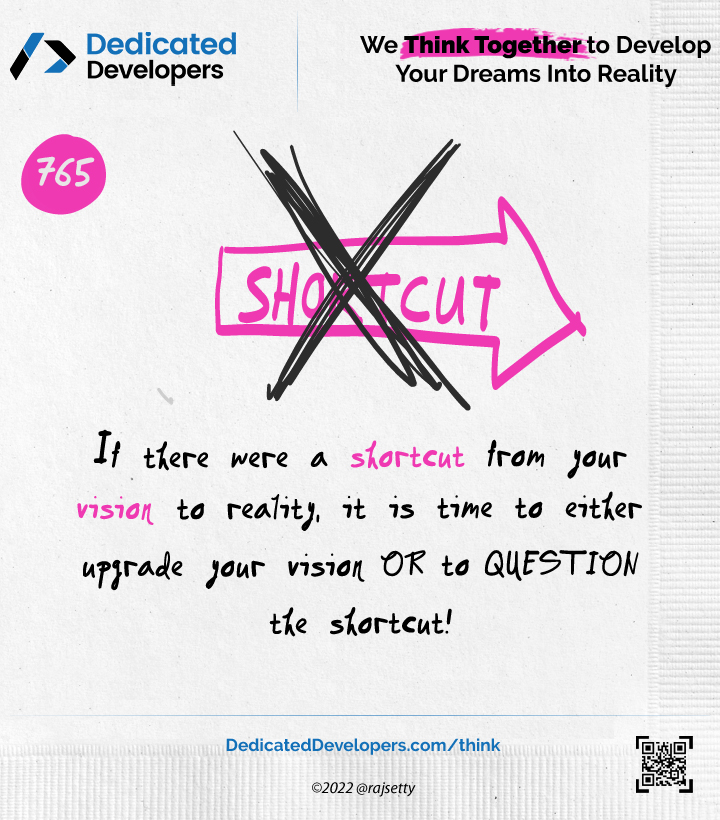 Dedicated
Developers
We Think Together to Develop
Your Dreams Into Reality
765
SHORTCUT
If there were a shortcut from your
vision to reality, it is time to either
upgrade your vision OR to QUESTION
the shortcut!
DedicatedDevelopers.com/think
©2022 @rajsetty